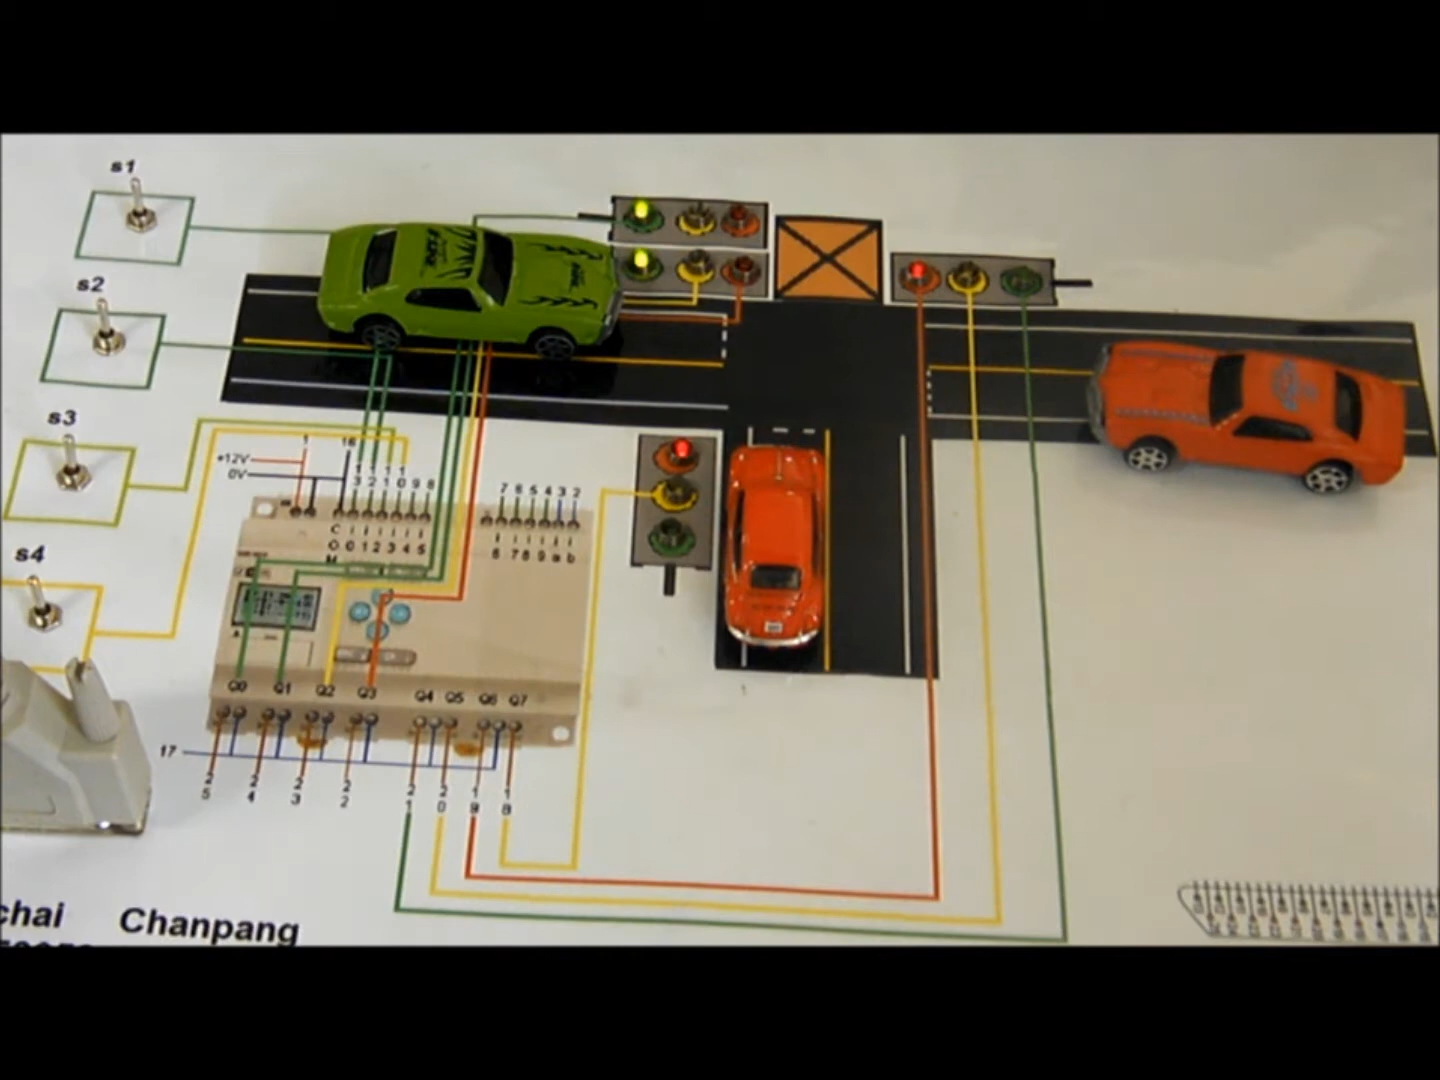 s1
s2
s3
s4
1 16
+12V
0V
1 1 1 1 9 8
3 2 1 0
7 6 5 4 3 2
C I I I I I I
O 0 1 2 3 4 5
M
I I I I I I
6 7 8 9 a b
Q0 Q1 Q2 Q3 Q4 Q5 Q6 Q7
17
2 2 2 2 2 2 1 1
5 4 3 2 1 0 9 8
chai Chanpang